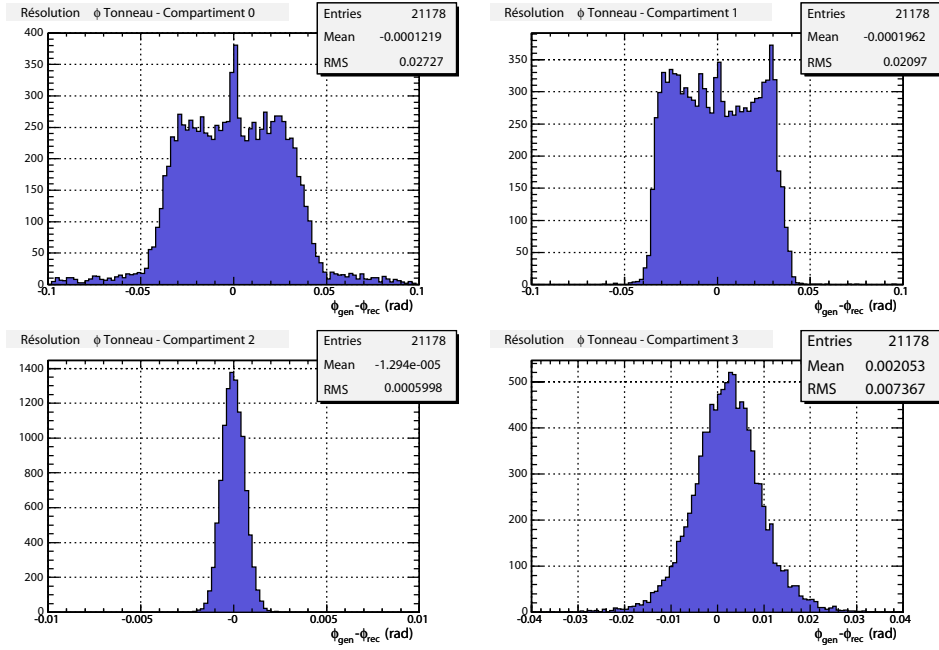 Résolution ϕ Tonneau - Compartiment 0
Entries 21178
Mean -0.0001219
RMS 0.02727
400
350
300
250
200
150
100
50
0
-0.1 -0.05 0 0.05 0.1
ϕgen-ϕrec (rad)
Résolution ϕ Tonneau - Compartiment 1
Entries 21178
Mean -0.0001962
RMS 0.02097
350
300
250
200
150
100
50
0
-0.1 -0.05 0 0.05 0.1
ϕgen-ϕrec (rad)
Résolution ϕ Tonneau - Compartiment 2
Entries 21178
Mean -1.294e-005
RMS 0.0005998
1400
1200
1000
800
600
400
200
0
-0.01 -0.005 -0 0.005 0.01
ϕgen-ϕrec (rad)
Résolution ϕ Tonneau - Compartiment 3
Entries 21178
Mean 0.002053
RMS 0.007367
500
400
300
200
100
0
-0.04 -0.03 -0.02 -0.01 0 0.01 0.02 0.03 0.04
ϕgen-ϕrec (rad)